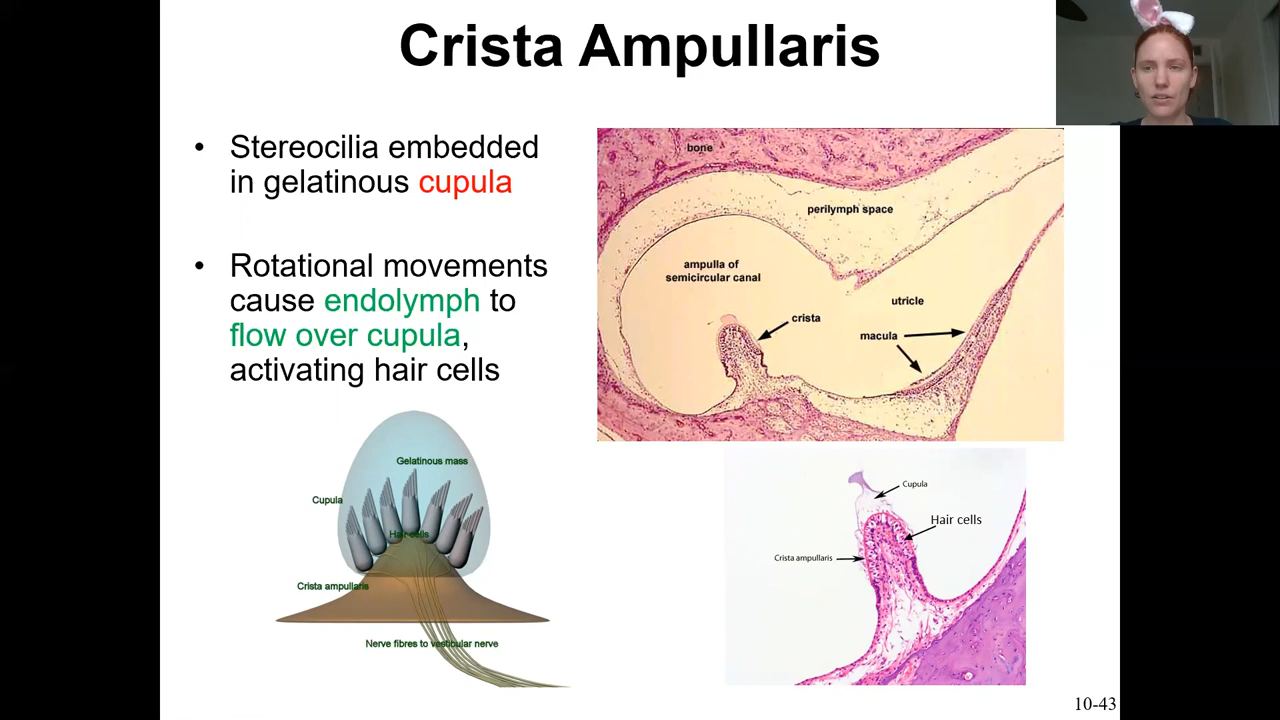 Crista Ampullaris
• Stereocilia embedded
in gelatinous cupula
• Rotational movements
cause endolymph to
flow over cupula,
activating hair cells
bone
perilymph space
ampulla of
semicircular canal
utricle
crista
macula
Gelatinous mass
Cupula
Hair cells
Crista ampullaris
Nerve fibres to vestibular nerve
Cupula
Hair cells
Crista ampullaris
10-43